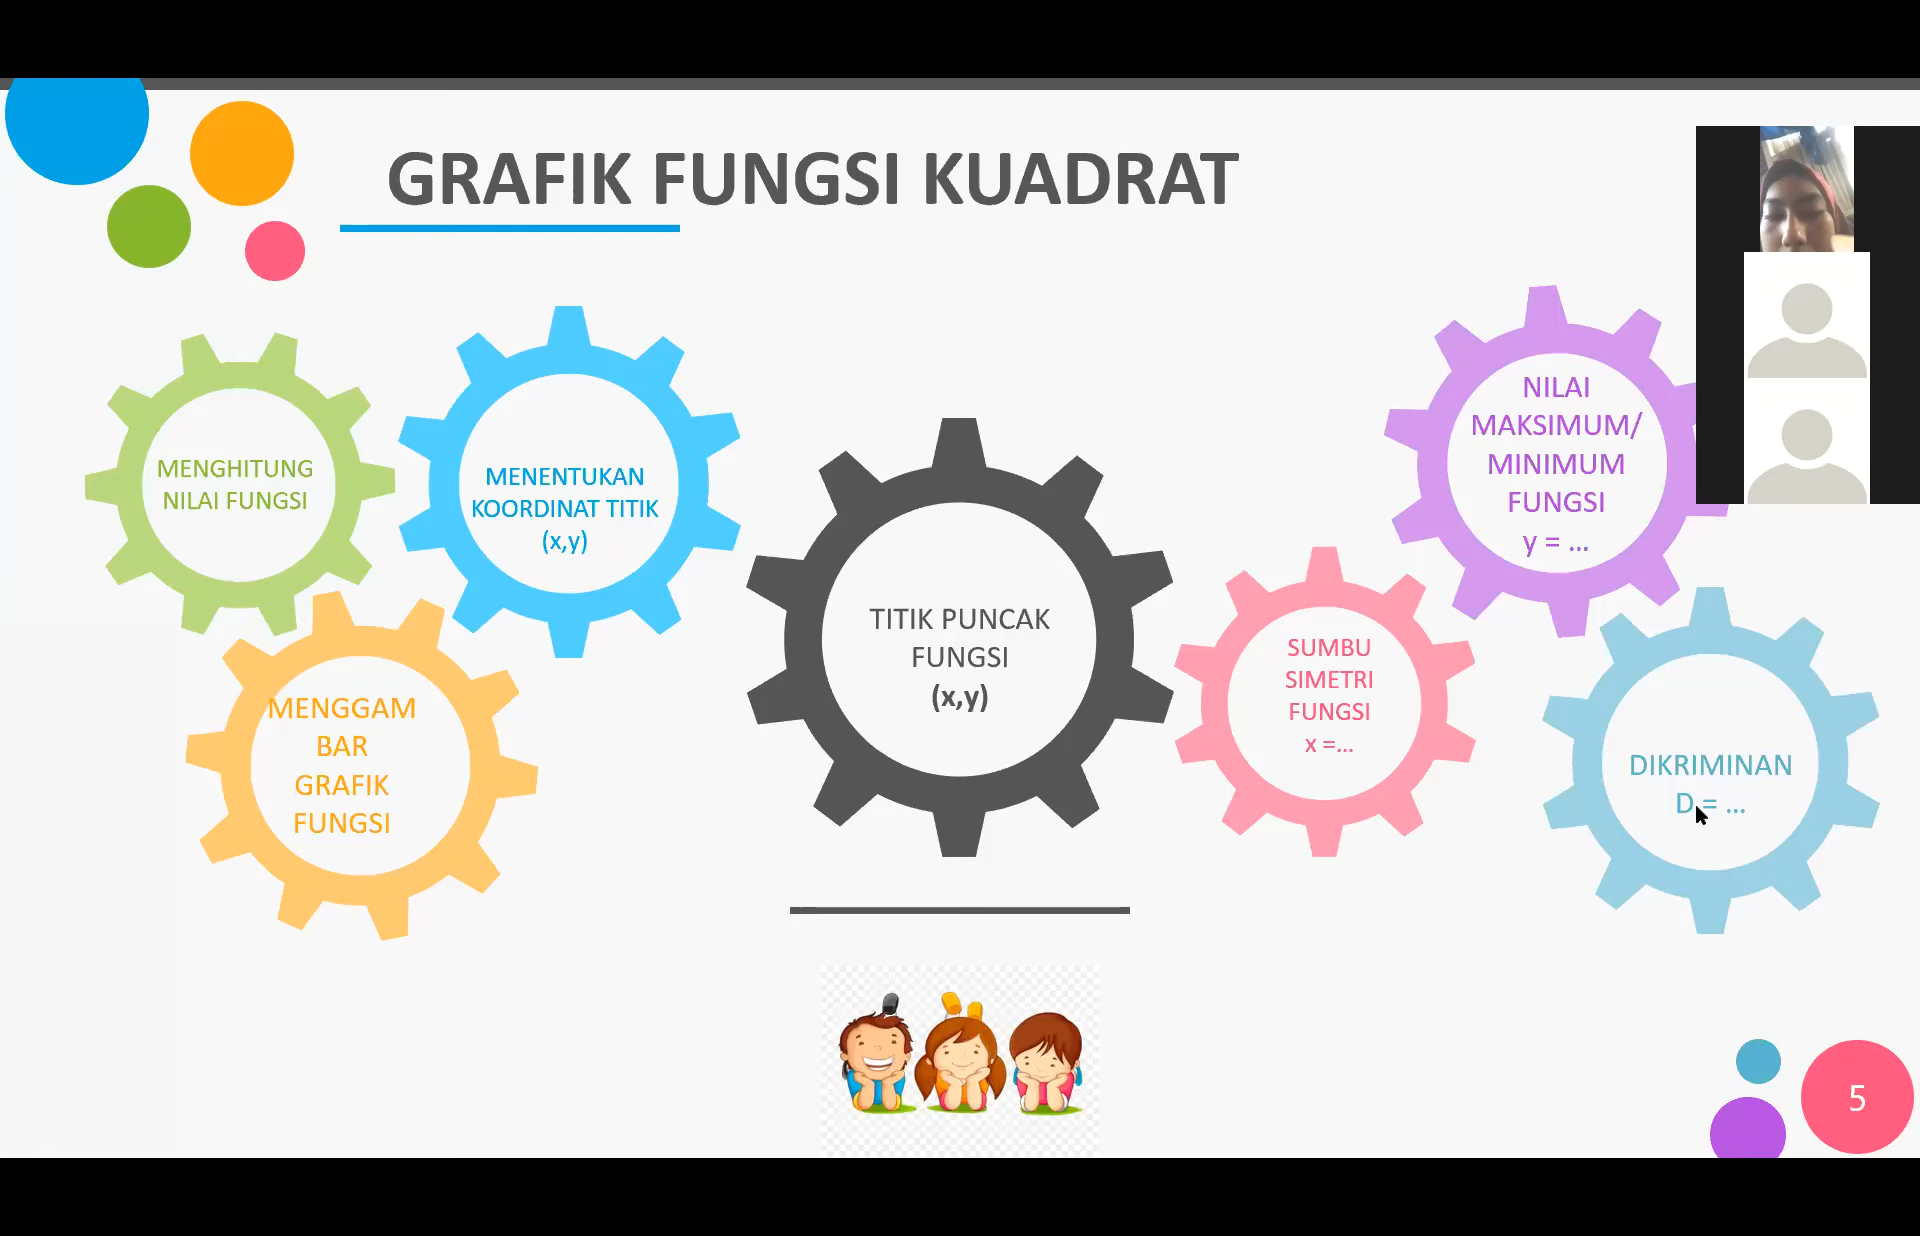 GRAFIK FUNGSI KUADRAT
MENGHITUNG
NILAI FUNGSI
MENENTUKAN
KOORDINAT TITIK
(x,y)
MENGGAM
BAR
GRAFIK
FUNGSI
TITIK PUNCAK
FUNGSI
(x,y)
SUMBU
SIMETRI
FUNGSI
x =...
NILAI
MAKSIMUM/
MINIMUM
FUNGSI
y = ...
DIKRIMINAN
D = ...
5